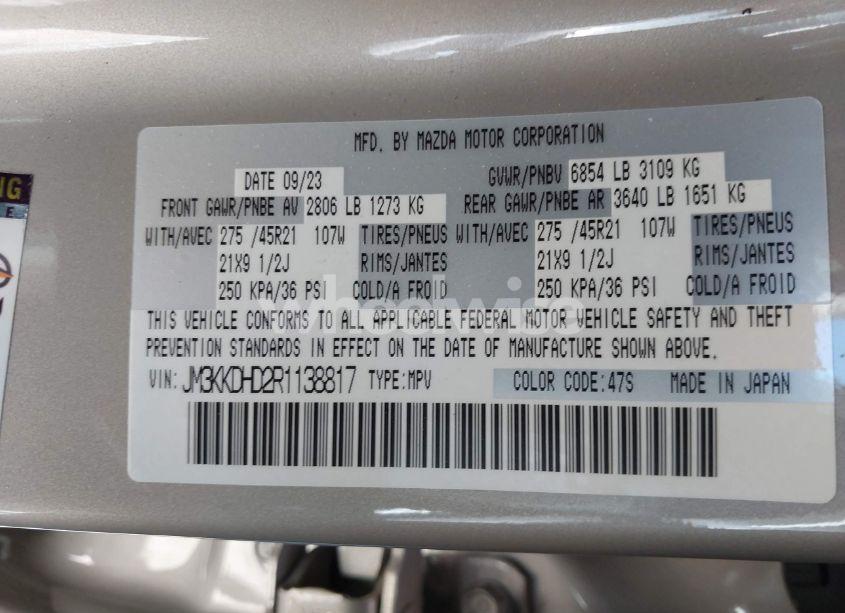 MFD. BY MAZDA MOTOR CORPORATION
DATE 09/23 GVWR/PNBV 6854 LB 3109 KG
FRONT GAWR/PNBE AV 2806 LB 1273 KG REAR GAWR/PNBE AR 3640 LB 1651 KG
WITH/AVEC 275 /45R21 107W TIRES/PNEUS WITH/AVEC 275 /45R21 107W TIRES/PNEUS
21X9 1/2J RIMS/JANTES 21X9 1/2J RIMS/JANTES
250 KPA/36 PSI COLD/A FROID 250 KPA/36 PSI COLD/A FROID
THIS VEHICLE CONFORMS TO ALL APPLICABLE FEDERAL MOTOR VEHICLE SAFETY AND THEFT
PREVENTION STANDARDS IN EFFECT ON THE DATE OF MANUFACTURE SHOWN ABOVE.
VIN: JM3KKDHD2R1138817 TYPE:MPV COLOR CODE:47S MADE IN JAPAN
NG
E